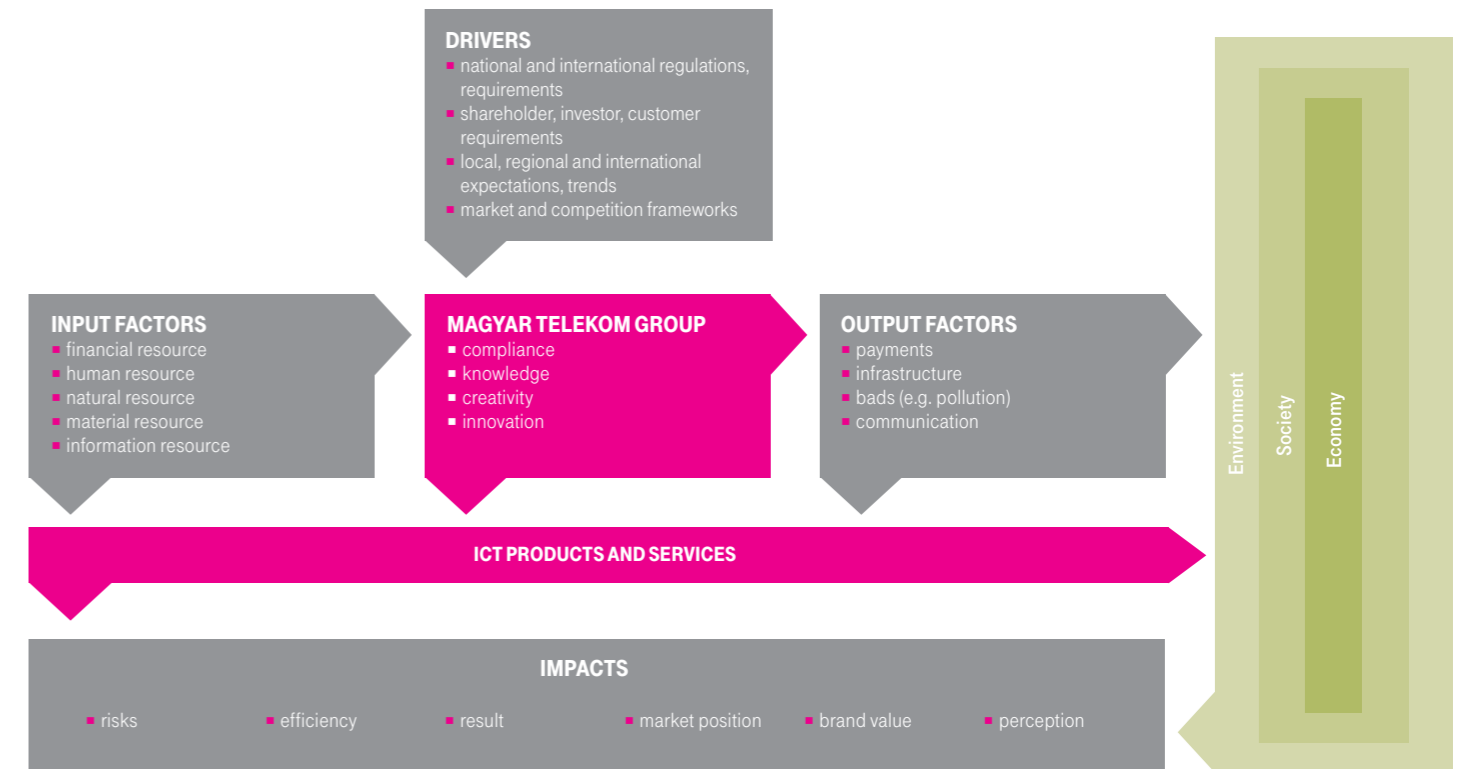 DRIVERS
national and international regulations,
requirements
shareholder, investor, customer
requirements
local, regional and international
expectations, trends
market and competition frameworks
INPUT FACTORS
financial resource
human resource
natural resource
material resource
information resource
MAGYAR TELEKOM GROUP
compliance
knowledge
creativity
innovation
OUTPUT FACTORS
payments
infrastructure
bads (e.g. pollution)
communication
Environment
Society
Economy
ICT PRODUCTS AND SERVICES
IMPACTS
risks
efficiency
result
market position
brand value
perception